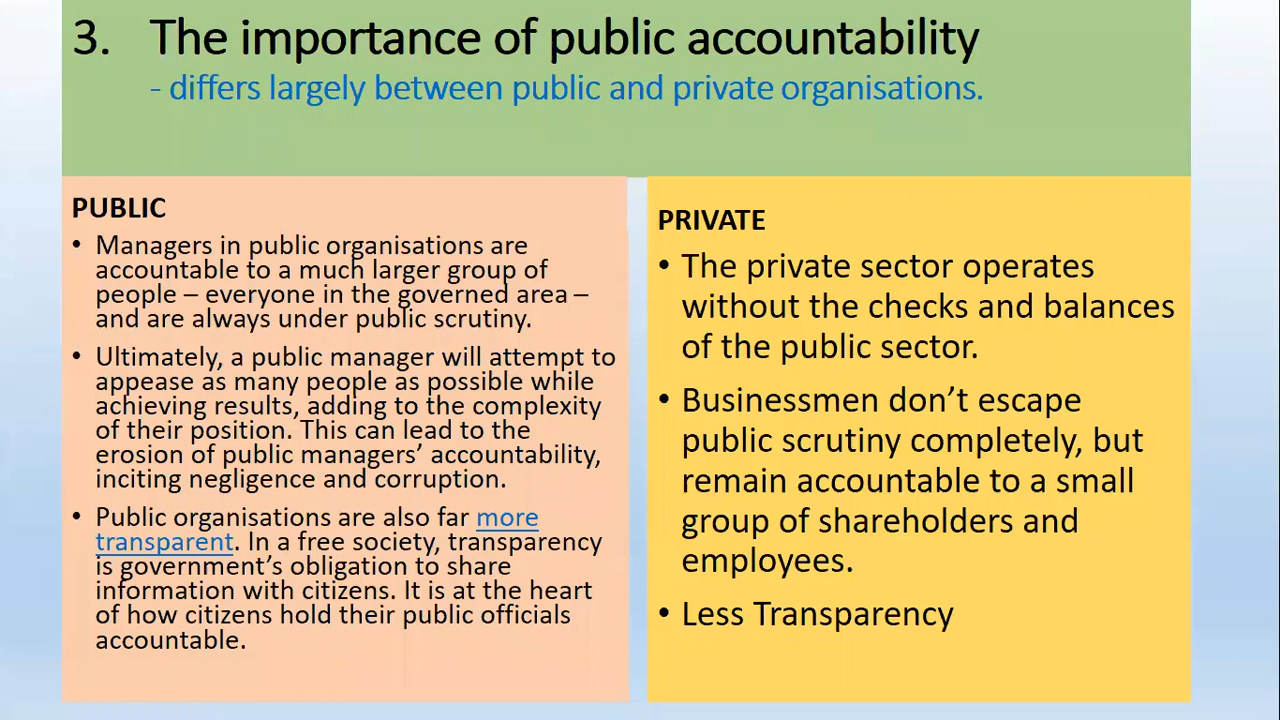 3. The importance of public accountability
- differs largely between public and private organisations.
PUBLIC
• Managers in public organisations are
accountable to a much larger group of
people – everyone in the governed area –
and are always under public scrutiny.
• Ultimately, a public manager will attempt to
appease as many people as possible while
achieving results, adding to the complexity
of their position. This can lead to the
erosion of public managers’ accountability,
inciting negligence and corruption.
• Public organisations are also far more
transparent. In a free society, transparency
is government’s obligation to share
information with citizens. It is at the heart
of how citizens hold their public officials
accountable.
PRIVATE
• The private sector operates
without the checks and balances
of the public sector.
• Businessmen don’t escape
public scrutiny completely, but
remain accountable to a small
group of shareholders and
employees.
• Less Transparency